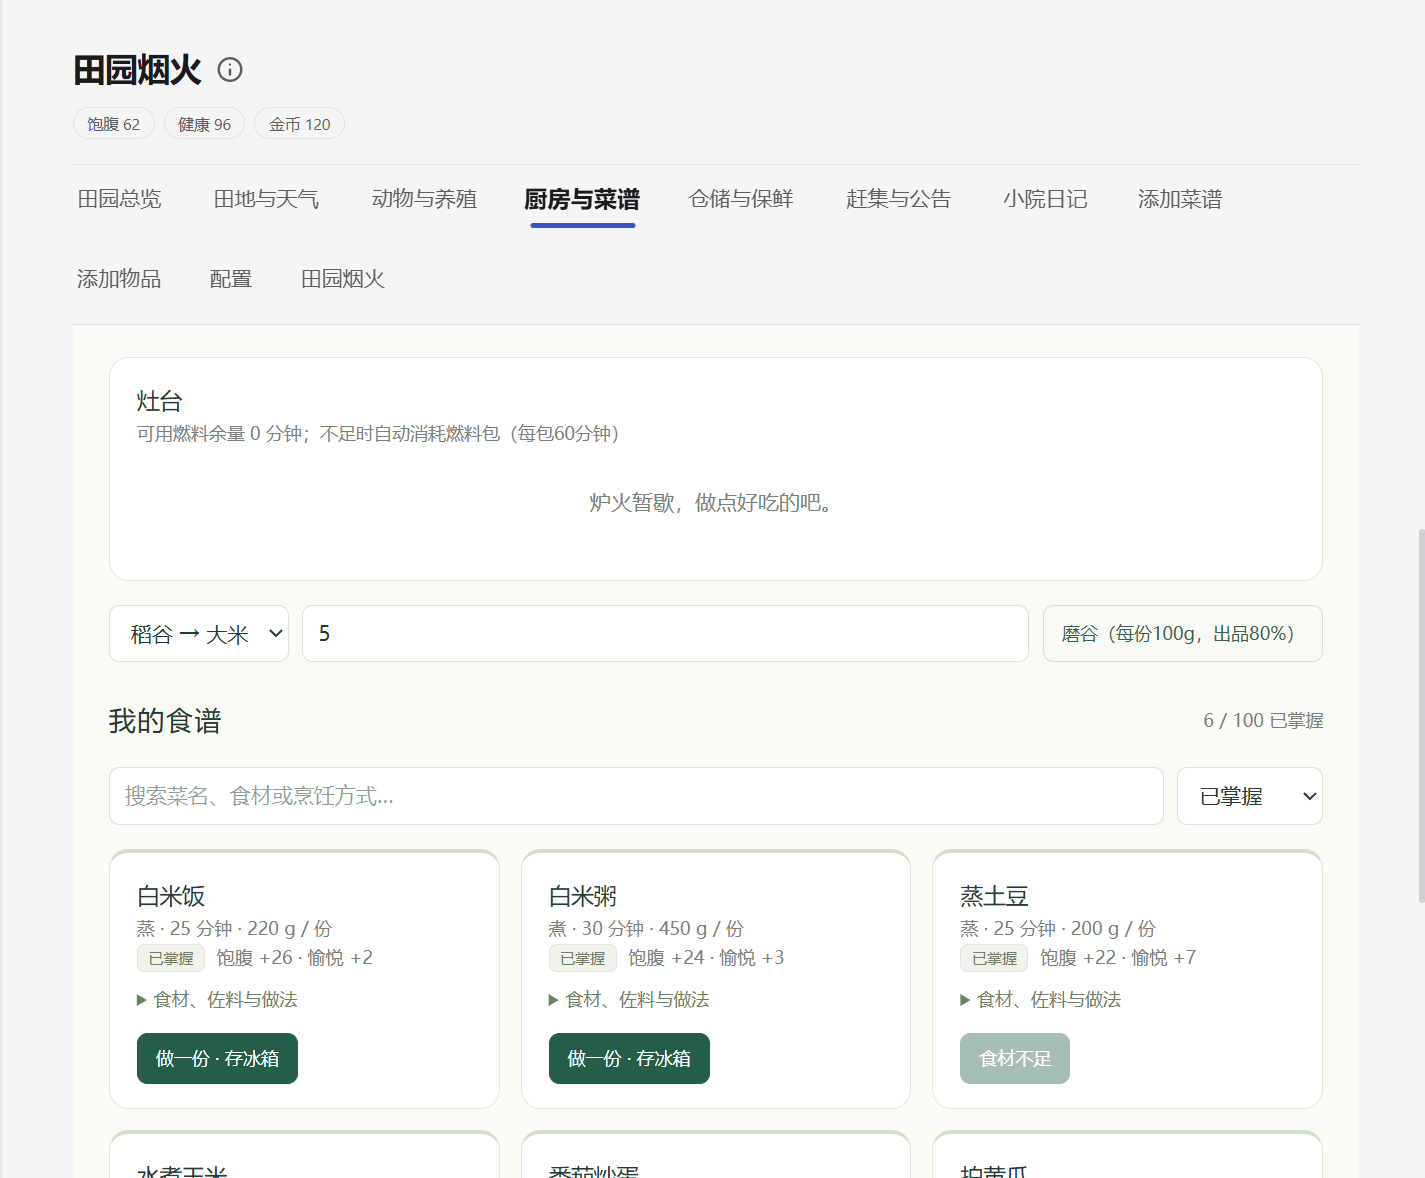 田园烟火
饱腹 62 健康 96 金币 120
田园总览 田地与天气 动物与养殖 厨房与菜谱 仓储与保鲜 赶集与公告 小院日记 添加菜谱
添加物品 配置 田园烟火
灶台
可用燃料余量 0 分钟；不足时自动消耗燃料包（每包60分钟）
炉火暂歇，做点好吃的吧。
稻谷 → 大米 5 磨谷（每份100g，出品80%）
我的食谱 6 / 100 已掌握
搜索菜名、食材或烹饪方式... 已掌握
白米饭 白米粥 蒸土豆
蒸 · 25 分钟 · 220 g / 份 煮 · 30 分钟 · 450 g / 份 蒸 · 25 分钟 · 200 g / 份
已掌握 饱腹 +26 · 愉悦 +2 已掌握 饱腹 +24 · 愉悦 +3 已掌握 饱腹 +22 · 愉悦 +7
▶ 食材、佐料与做法 ▶ 食材、佐料与做法 ▶ 食材、佐料与做法
做一份 · 存冰箱 做一份 · 存冰箱 食材不足
水煮玉米 番茄炒蛋 拍黄瓜